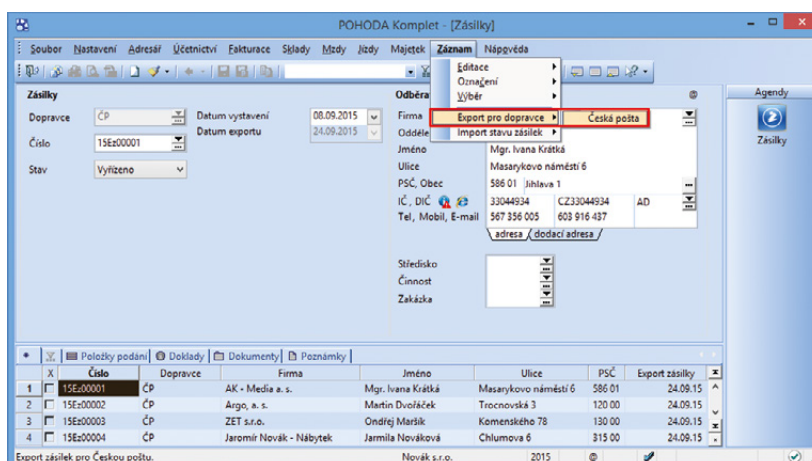 POHODA Komplet - [Zásilky]
Soubor Nastavení Adresář Účetnictví Fakturace Sklady Mzdy Jízdy Majetek Záznam Nápověda
Editace
Označení
Výběr
Export pro dopravce Česká pošta
Import stavu zásilek
Agendy
Zásilky
Zásilky
Dopravce ČP
Číslo 15Ez00001
Stav Vyřízeno
Datum vystavení 08.09.2015
Datum exportu 24.09.2015
Odběra
Firma
Odděle
Jméno Mgr. Ivana Krátká
Ulice Masarykovo náměstí 6
PSČ, Obec 586 01 Jihlava 1
IČ, DIČ 33044934 CZ33044934 AD
Tel, Mobil, E-mail 567 356 005 603 916 437
adresa dodací adresa
Středisko
Činnost
Zakázka
Položky podání Doklady Dokumenty Poznámky
X Číslo Dopravce Firma Jméno Ulice PSČ Export zásilky
1 15Ez00001 ČP AK - Media a. s. Mgr. Ivana Krátká Masarykovo náměstí 6 586 01 24.09.15
2 15Ez00002 ČP Argo, a. s. Martin Dvořáček Trocnovská 3 120 00 24.09.15
3 15Ez00003 ČP ZET s.r.o. Ondřej Maršik Komenského 78 130 00 24.09.15
4 15Ez00004 ČP Jaromír Novák - Nábytek Jarmila Nováková Chlumova 6 315 00 24.09.15
Export zásilek pro Českou poštu. Novák s.r.o. 2015 @